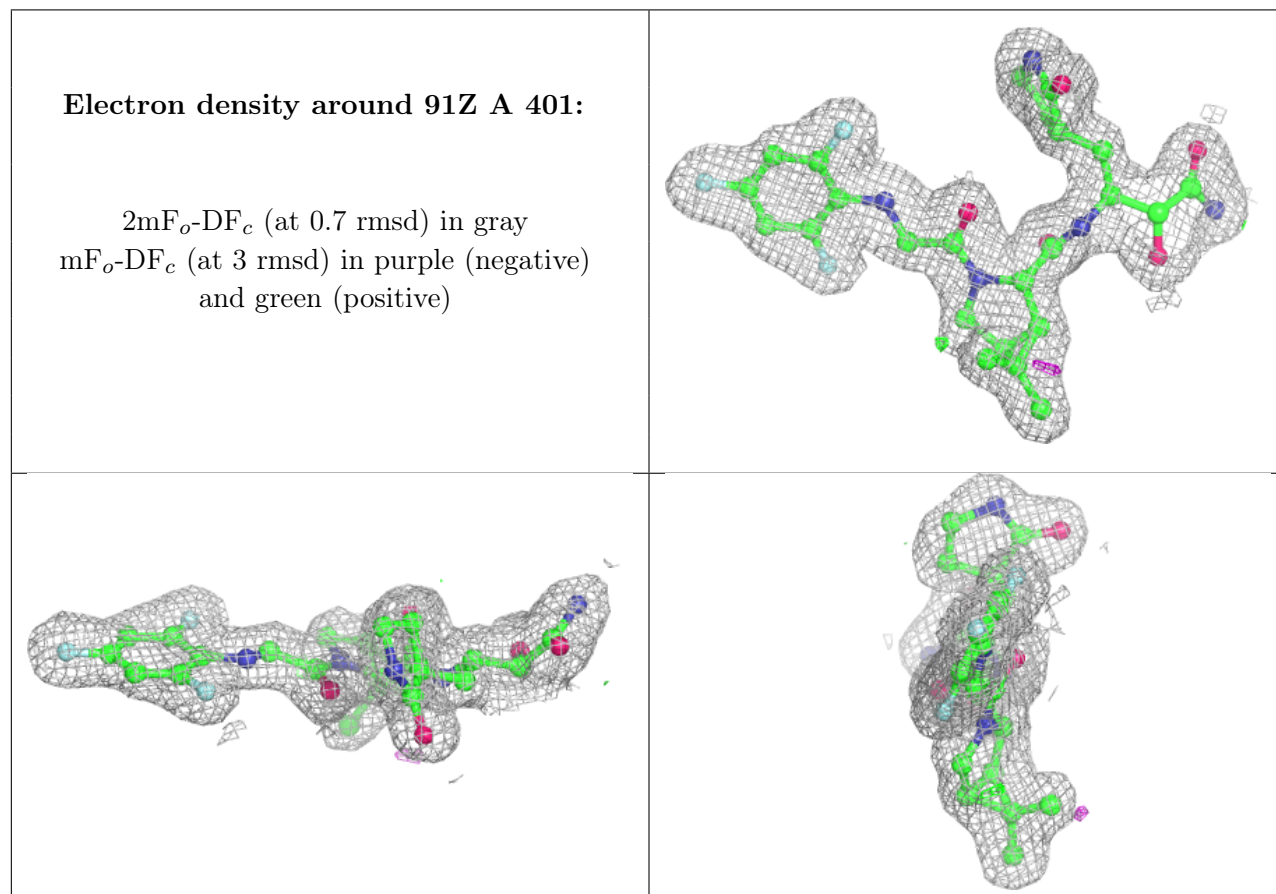 Electron density around 91Z A 401:
2mFo-DFc (at 0.7 rmsd) in gray
mFo-DFc (at 3 rmsd) in purple (negative)
and green (positive)